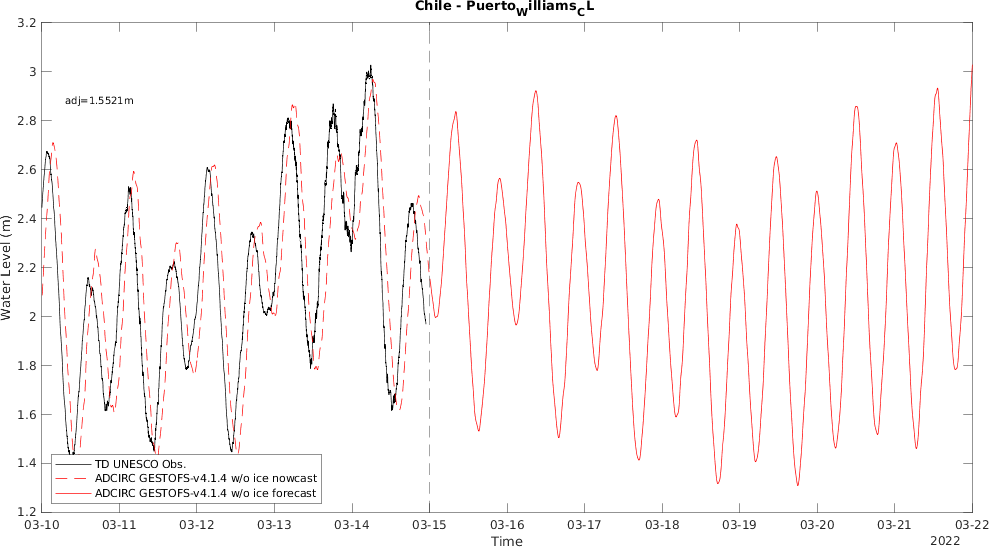 Chile - PuertoWilliamsCL
3.2
3
2.8
2.6
2.4
2.2
2
1.8
1.6
1.4
1.2
Water Level (m)
adj=1.5521m
TD UNESCO Obs.
ADCIRC GESTOFS-v4.1.4 w/o ice nowcast
ADCIRC GESTOFS-v4.1.4 w/o ice forecast
03-10 03-11 03-12 03-13 03-14 03-15 03-16 03-17 03-18 03-19 03-20 03-21 03-22
Time
2022